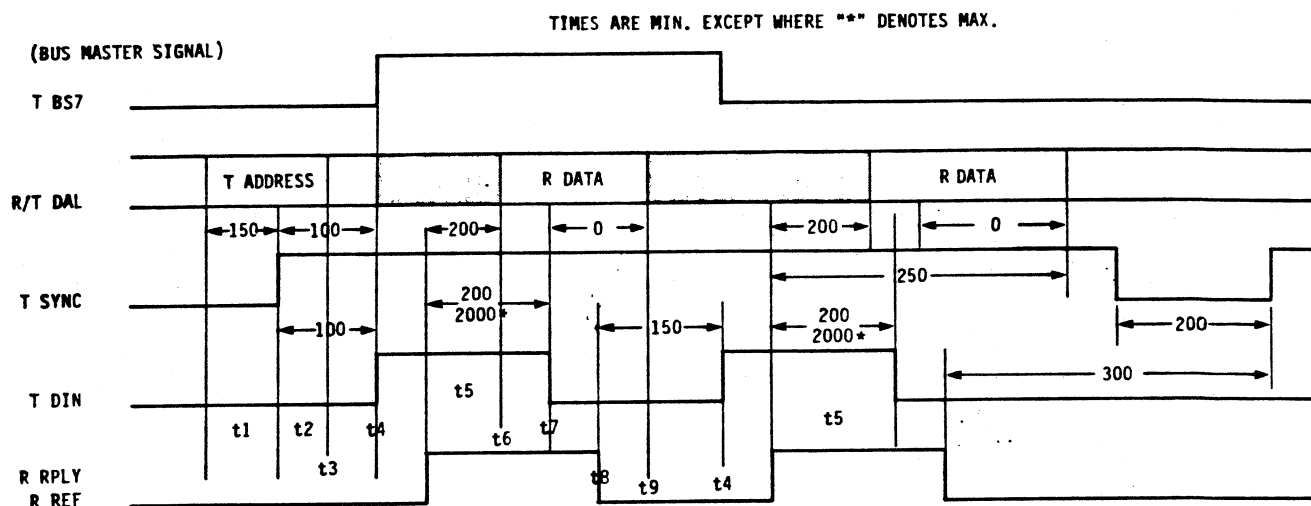 TIMES ARE MIN. EXCEPT WHERE "*" DENOTES MAX.
(BUS MASTER SIGNAL)
T BS7
T ADDRESS
R DATA
R DATA
R/T DAL
150
100
200
0
200
0
250
T SYNC
100
200
2000*
150
200
2000*
200
300
T DIN
t1
t2
t3
t4
t5
t6
t7
t8
t9
t4
t5
R RPLY
R REF